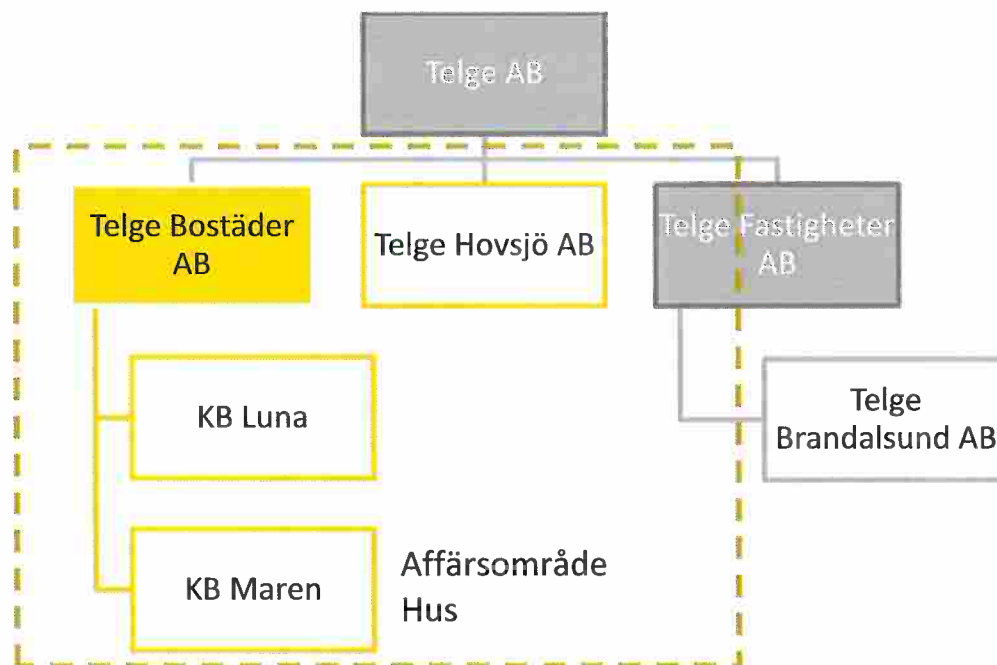 Telge AB
Telge Bostäder
AB
Telge Hovsjö AB
Telge Fastigheter
AB
KB Luna
Telge
Brandalsund AB
KB Maren
Affärsområde
Hus